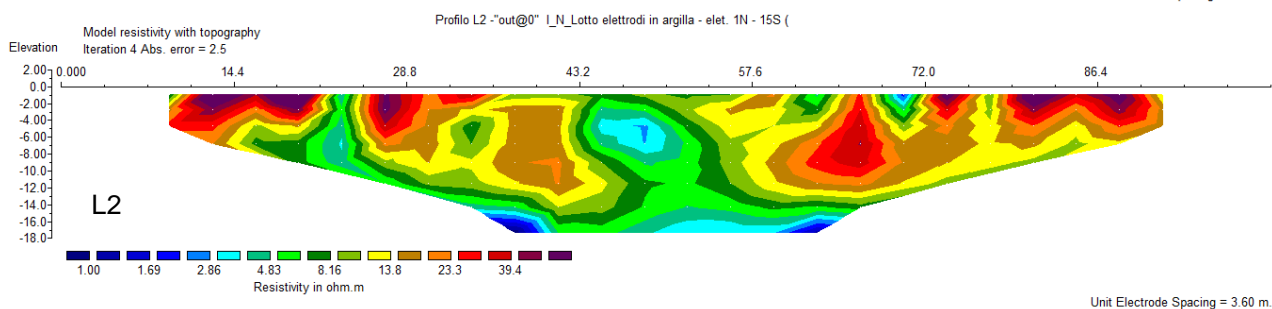 Profilo L2 -"out@0" I_N_Lotto elettrodi in argilla - elet. 1N - 15S (
Model resistivity with topography
Elevation Iteration 4 Abs. error = 2.5
0.000 14.4 28.8 43.2 57.6 72.0 86.4
2.00
0.0
-2.00
-4.00
-6.00
-8.00
-10.0
-12.0
-14.0
-16.0
-18.0
L2
1.00 1.69 2.86 4.83 8.16 13.8 23.3 39.4
Resistivity in ohm.m
Unit Electrode Spacing = 3.60 m.